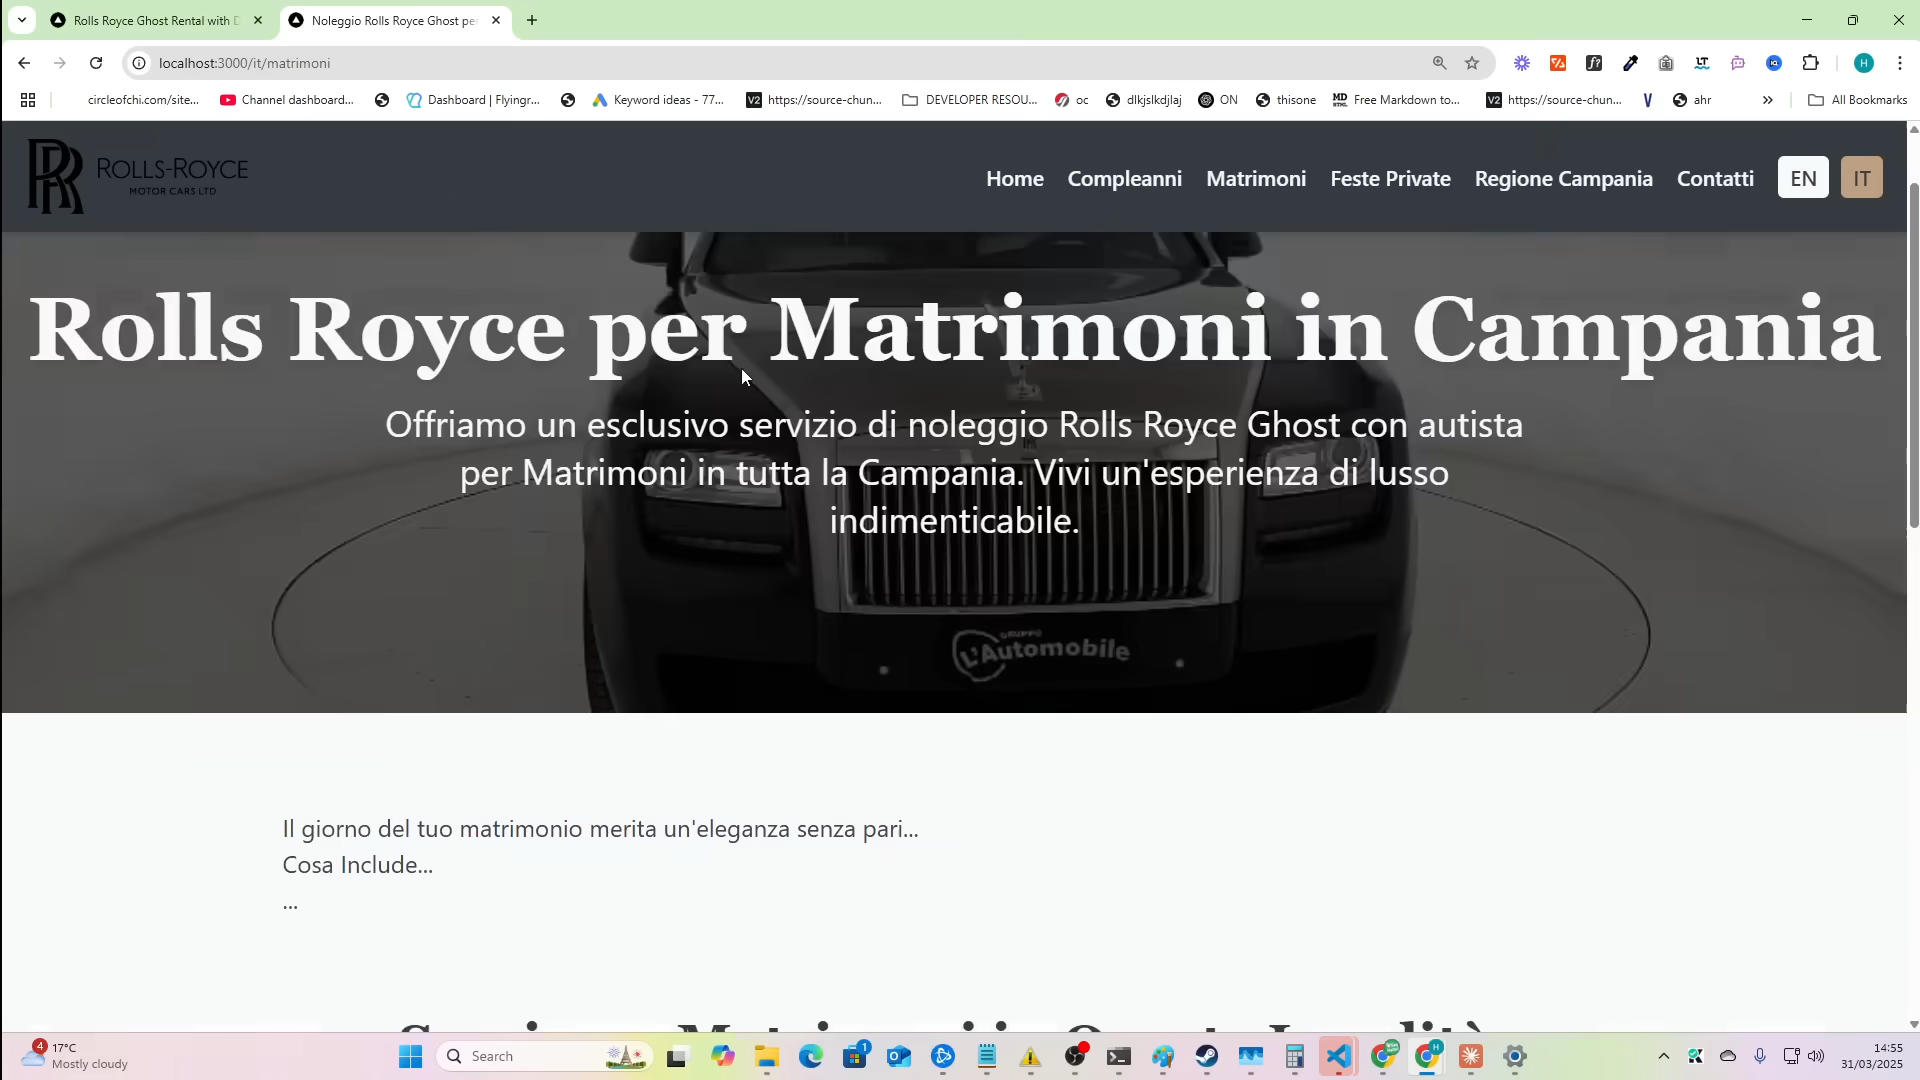 Rolls Royce Ghost Rental with D
Noleggio Rolls Royce Ghost per
localhost:3000/it/matrimoni
circleofchi.com/site...
Channel dashboard...
Dashboard | Flyingr...
Keyword ideas - 77...
https://source-chun...
DEVELOPER RESOU...
oc
dlkjslkdjlaj
ON
thisone
Free Markdown to...
https://source-chun...
ahr
All Bookmarks
ROLLS-ROYCE
MOTOR CARS LTD
Home
Compleanni
Matrimoni
Feste Private
Regione Campania
Contatti
EN
IT
Rolls Royce per Matrimoni in Campania
Offriamo un esclusivo servizio di noleggio Rolls Royce Ghost con autista
per Matrimoni in tutta la Campania. Vivi un'esperienza di lusso
indimenticabile.
GRUPPO
L'Automobile
Il giorno del tuo matrimonio merita un'eleganza senza pari...
Cosa Include...
...
4
17°C
Mostly cloudy
Search
1
14:55
31/03/2025